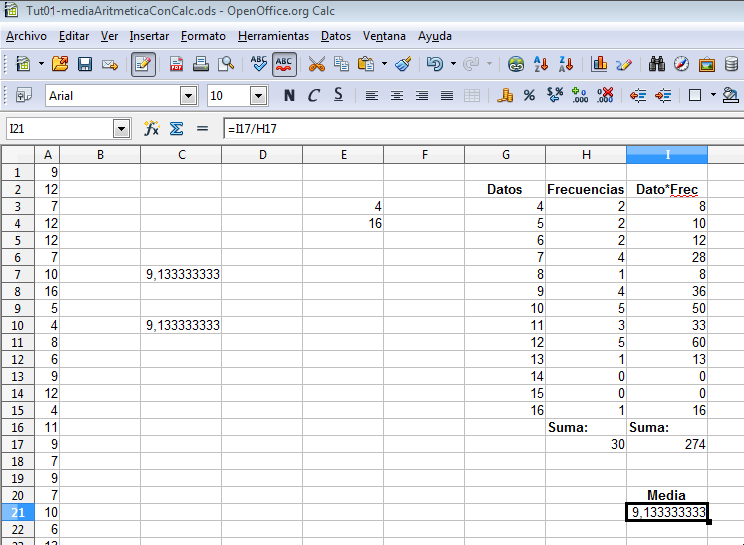 Tut01-mediaAritmeticaConCalc.ods - OpenOffice.org Calc
Archivo Editar Ver Insertar Formato Herramientas Datos Ventana Ayuda
ABC ABC
Arial 10 N C S
I21 =I17/H17
A B C D E F G H I
1 9
2 12 Datos Frecuencias Dato*Frec
3 7 4 4 2 8
4 12 16 5 2 10
5 12 6 2 12
6 7 7 4 28
7 10 9,133333333 8 1 8
8 16 9 4 36
9 5 10 5 50
10 4 9,133333333 11 3 33
11 8 12 5 60
12 6 13 1 13
13 9 14 0 0
14 12 15 0 0
15 4 16 1 16
16 11 Suma: Suma:
17 9 30 274
18 7
19 9
20 7 Media
21 10 9,133333333
22 6